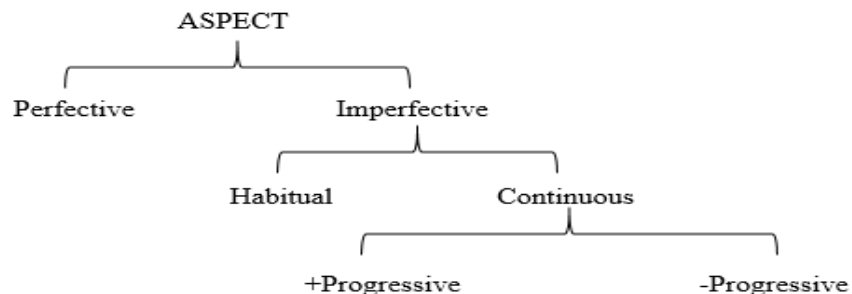 ASPECT
Perfective Imperfective
Habitual Continuous
+Progressive -Progressive